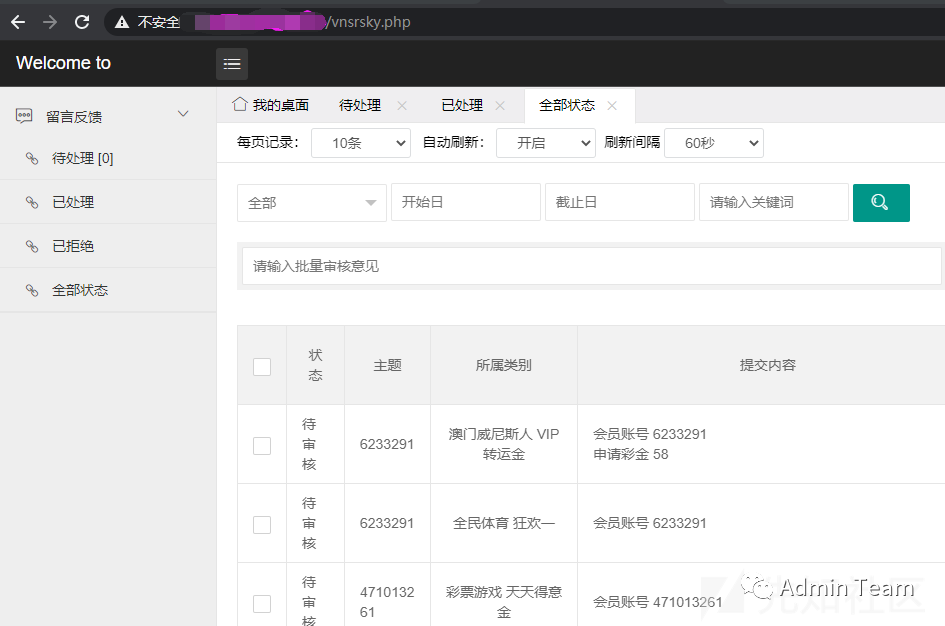 不安全
/vnsrsky.php
Welcome to
留言反馈
待处理 [0]
已处理
已拒绝
全部状态
我的桌面
待处理
已处理
全部状态
每页记录：
10条
自动刷新：
开启
刷新间隔
60秒
全部
开始日
截止日
请输入关键词
请输入批量审核意见
状
态
主题
所属类别
提交内容
待
审
核
6233291
澳门威尼斯人 VIP
转运金
会员账号 6233291
申请彩金 58
待
审
核
6233291
全民体育 狂欢一
会员账号 6233291
待
审
核
4710132
61
彩票游戏 天天得意
金
会员账号 471013261
Admin Team
先知社区